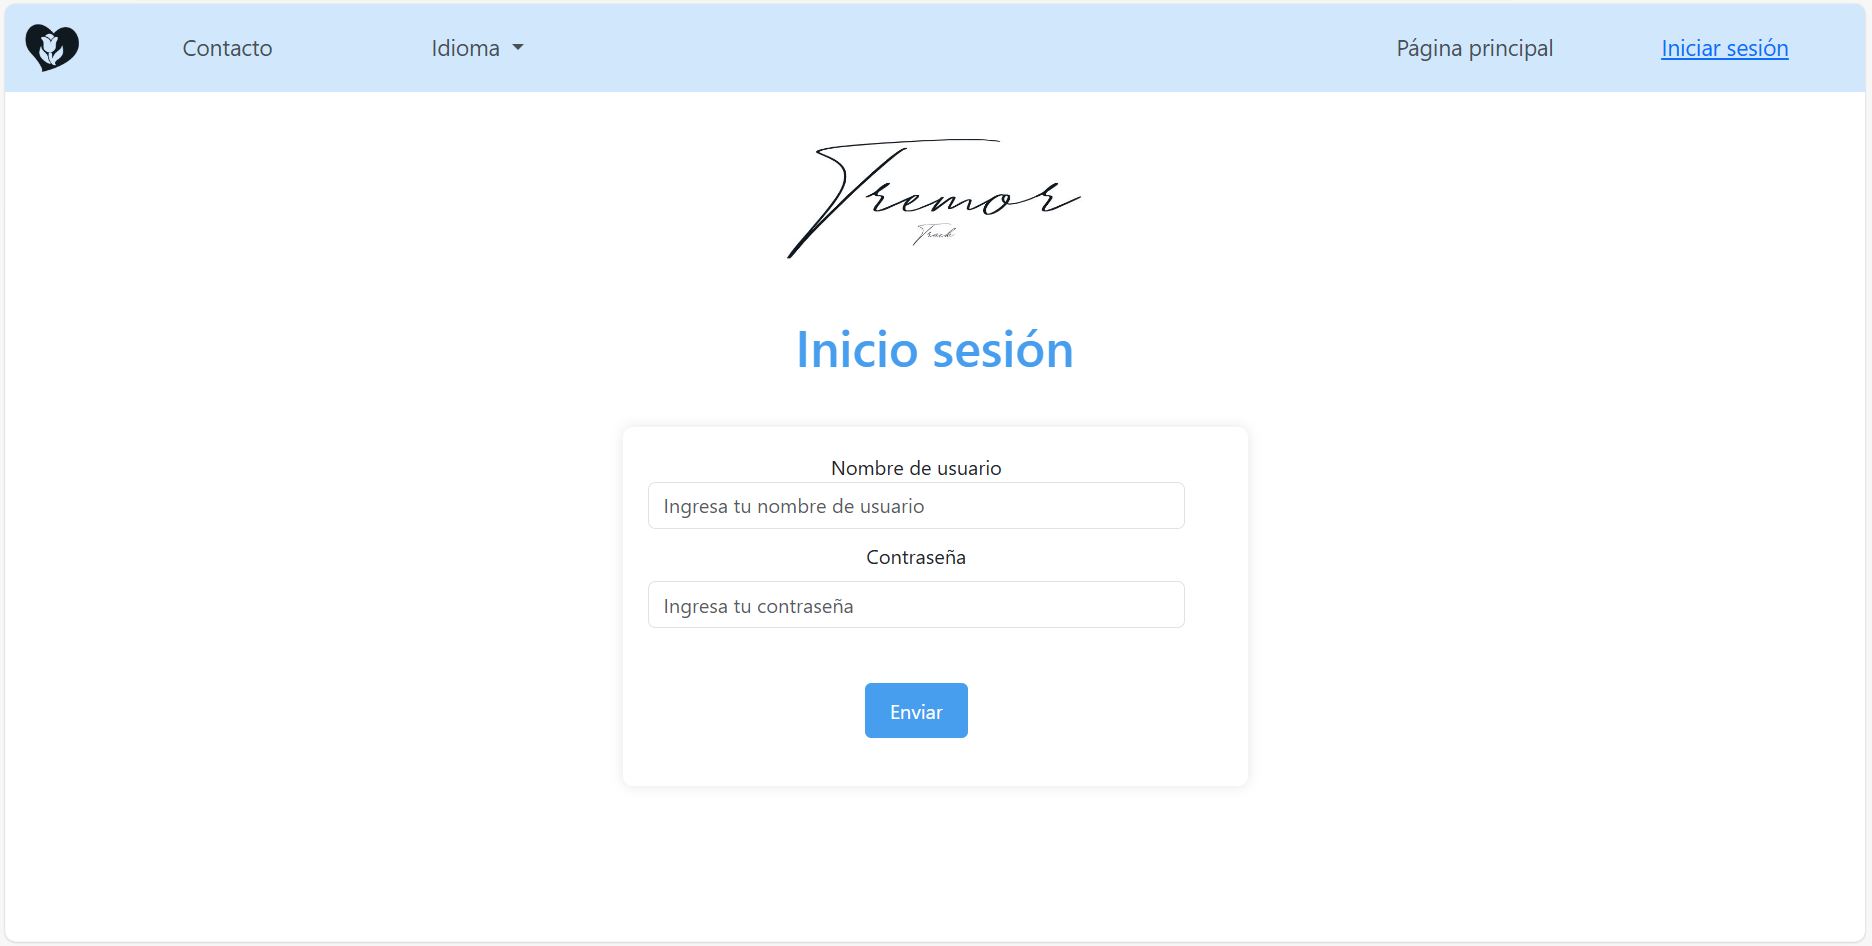 Contacto
Idioma
Página principal
Iniciar sesión
Tremor
Track
Inicio sesión
Nombre de usuario
Ingresa tu nombre de usuario
Contraseña
Ingresa tu contraseña
Enviar